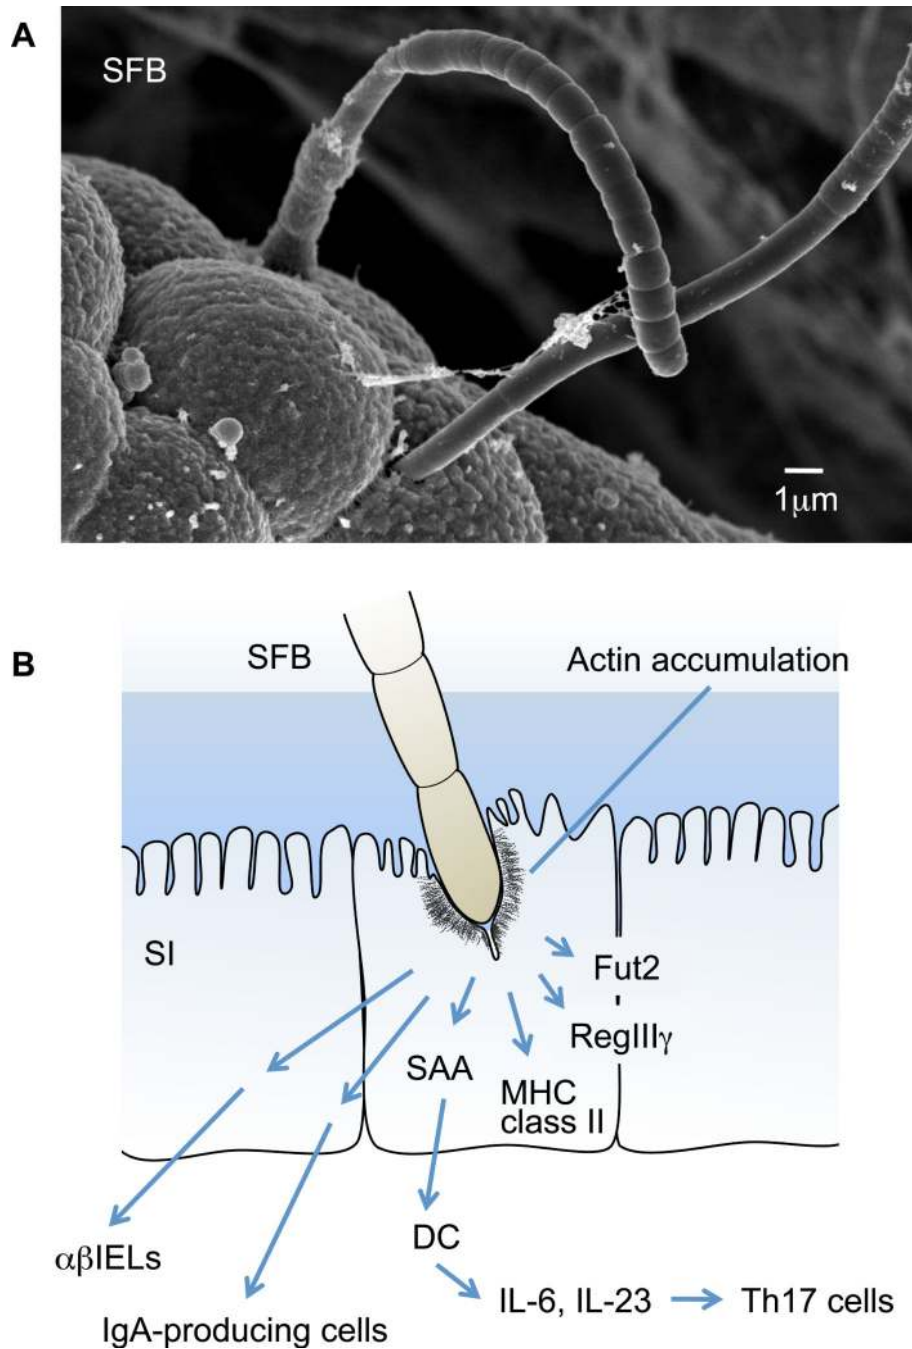 A
SFB
1μm
B
SFB
Actin accumulation
SI
Fut2
RegIIIγ
SAA
MHC
class II
DC
αβIELs
IL-6, IL-23
Th17 cells
IgA-producing cells